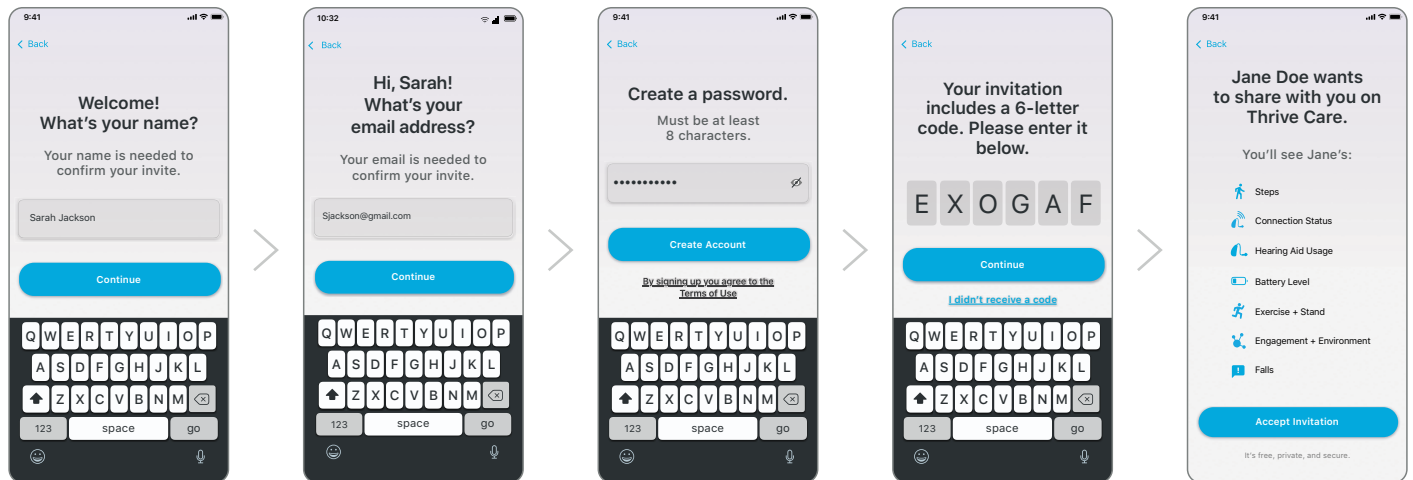 9:41
Back
Welcome!
What's your name?
Your name is needed to
confirm your invite.
Sarah Jackson
Continue
Q W E R T Y U I O P
A S D F G H J K L
Z X C V B N M
123 space go
10:32
Back
Hi, Sarah!
What's your
email address?
Your email is needed to
confirm your invite.
Sjackson@gmail.com
Continue
Q W E R T Y U I O P
A S D F G H J K L
Z X C V B N M
123 space go
9:41
Back
Create a password.
Must be at least
8 characters.
•••••••••••
Create Account
By signing up you agree to the
Terms of Use
Q W E R T Y U I O P
A S D F G H J K L
Z X C V B N M
123 space go
Back
Your invitation
includes a 6-letter
code. Please enter it
below.
E X O G A F
Continue
I didn't receive a code
Q W E R T Y U I O P
A S D F G H J K L
Z X C V B N M
123 space go
9:41
Back
Jane Doe wants
to share with you on
Thrive Care.
You'll see Jane's:
Steps
Connection Status
Hearing Aid Usage
Battery Level
Exercise + Stand
Engagement + Environment
Falls
Accept Invitation
It's free, private, and secure.